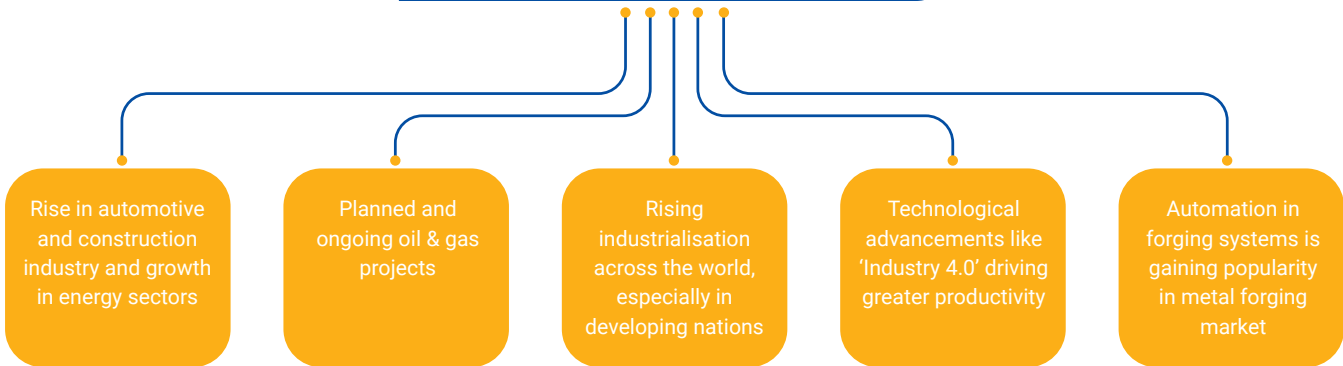 Rise in automotive
and construction
industry and growth
in energy sectors
Planned and
ongoing oil & gas
projects
Rising
industrialisation
across the world,
especially in
developing nations
Technological
advancements like
‘Industry 4.0’ driving
greater productivity
Automation in
forging systems is
gaining popularity
in metal forging
market